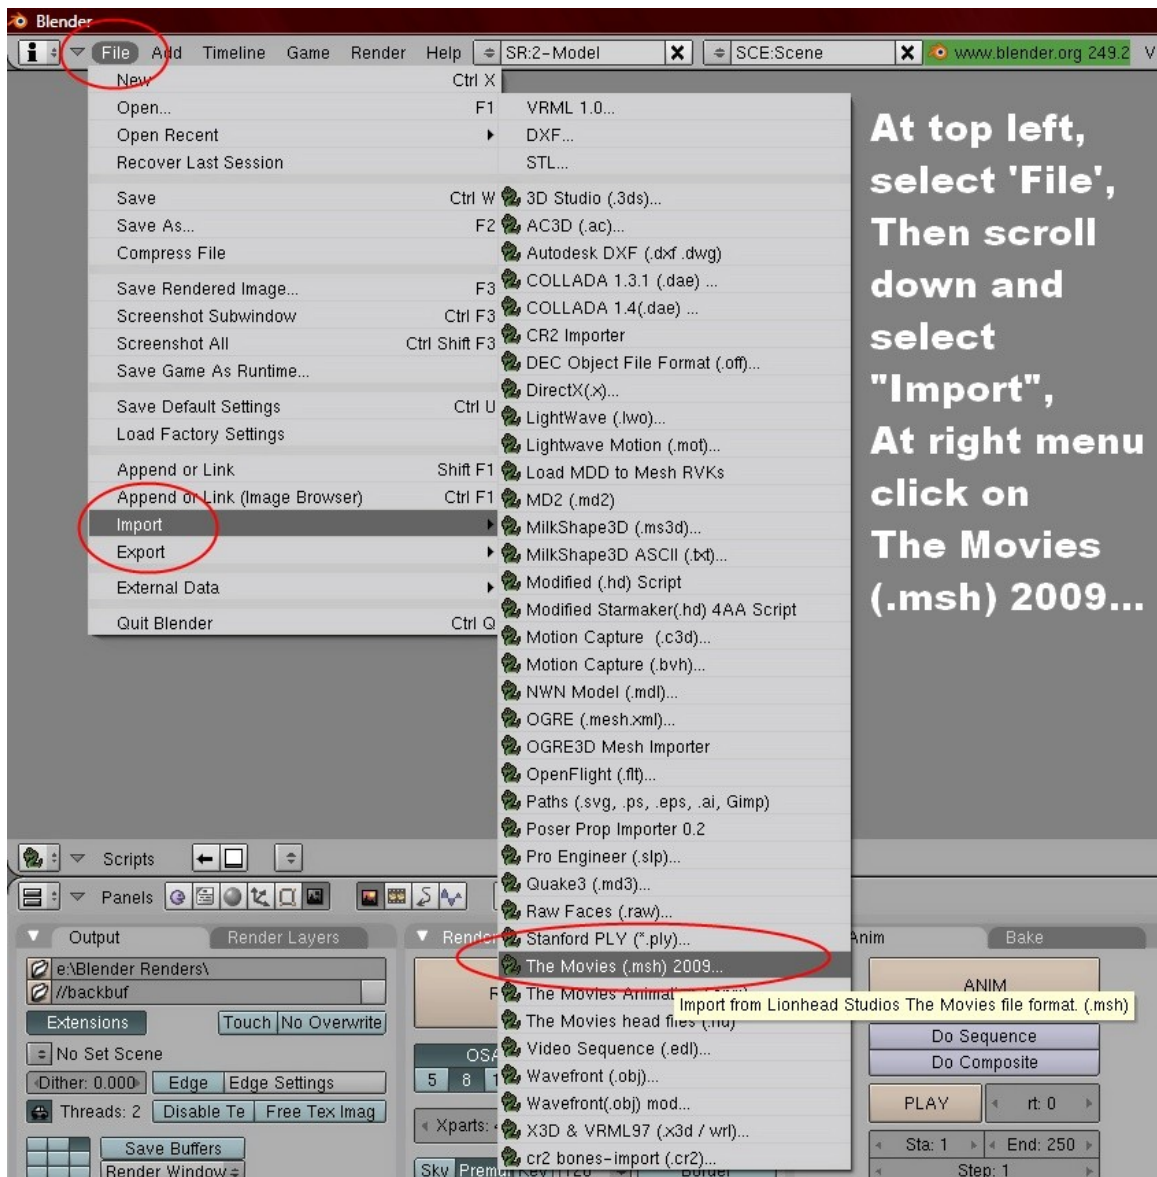 Blender
File Add Timeline Game Render Help SR:2-Model SCE:Scene www.blender.org 249.2 V
New Ctrl X
Open... F1
Open Recent
Recover Last Session
Save Ctrl W
Save As... F2
Compress File
Save Rendered Image... F3
Screenshot Subwindow Ctrl F3
Screenshot All Ctrl Shift F3
Save Game As Runtime...
Save Default Settings Ctrl U
Load Factory Settings
Append or Link Shift F1
Append or Link (Image Browser) Ctrl F1
Import
Export
External Data
Quit Blender Ctrl Q
VRML 1.0...
DXF...
STL...
3D Studio (.3ds)...
AC3D (.ac)...
Autodesk DXF (.dxf .dwg)
COLLADA 1.3.1 (.dae) ...
COLLADA 1.4(.dae) ...
CR2 Importer
DEC Object File Format (.off)...
DirectX(.x)...
LightWave (.lwo)...
Lightwave Motion (.mot)...
Load MDD to Mesh RVKs
MD2 (.md2)
MilkShape3D (.ms3d)...
MilkShape3D ASCII (.txt)...
Modified (.hd) Script
Modified Starmaker(.hd) 4AA Script
Motion Capture (.c3d)...
Motion Capture (.bvh)...
NWN Model (.mdl)...
OGRE (.mesh.xml)...
OGRE3D Mesh Importer
OpenFlight (.flt)...
Paths (.svg, .ps, .eps, .ai, Gimp)
Poser Prop Importer 0.2
Pro Engineer (.slp)...
Quake3 (.md3)...
Raw Faces (.raw)...
Stanford PLY (*.ply)...
The Movies (.msh) 2009...
The Movies
The Movies head files (.hd)
Video Sequence (.edl)...
Wavefront (.obj)...
Wavefront(.obj) mod...
X3D & VRML97 (.x3d / wrl)...
cr2 bones-import (.cr2)...
Import from Lionhead Studios The Movies file format. (.msh)
At top left,
select 'File',
Then scroll
down and
select
"Import",
At right menu
click on
The Movies
(.msh) 2009...
Scripts
Panels
Output Render Layers
e:\Blender Renders\
//backbuf
Extensions Touch No Overwrite
No Set Scene
Dither: 0.000 Edge Edge Settings
Threads: 2 Disable Te Free Tex Imag
Save Buffers
Render Window
Render
5 8
Xparts:
Sky
Anim Bake
ANIM
Do Sequence
Do Composite
PLAY rt: 0
Sta: 1 End: 250
Step: 1